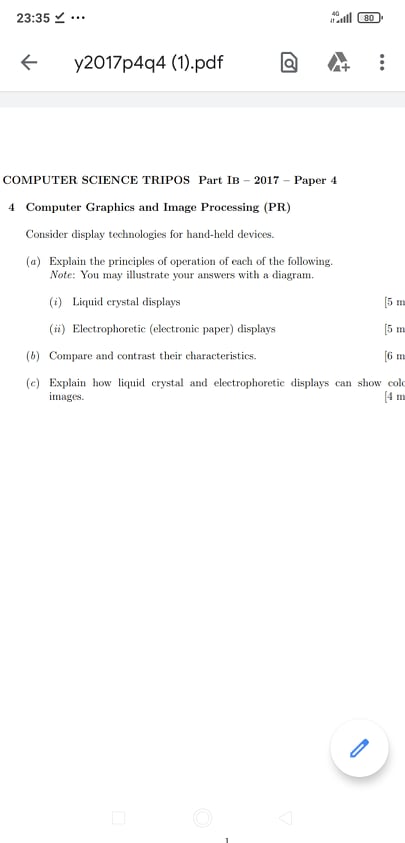 23:35
4G
80
y2017p4q4 (1).pdf
COMPUTER SCIENCE TRIPOS Part IB – 2017 – Paper 4
4 Computer Graphics and Image Processing (PR)
Consider display technologies for hand-held devices.
(a) Explain the principles of operation of each of the following.
Note: You may illustrate your answers with a diagram.
(i) Liquid crystal displays [5 m
(ii) Electrophoretic (electronic paper) displays [5 m
(b) Compare and contrast their characteristics. [6 m
(c) Explain how liquid crystal and electrophoretic displays can show colo
images. [4 m
1